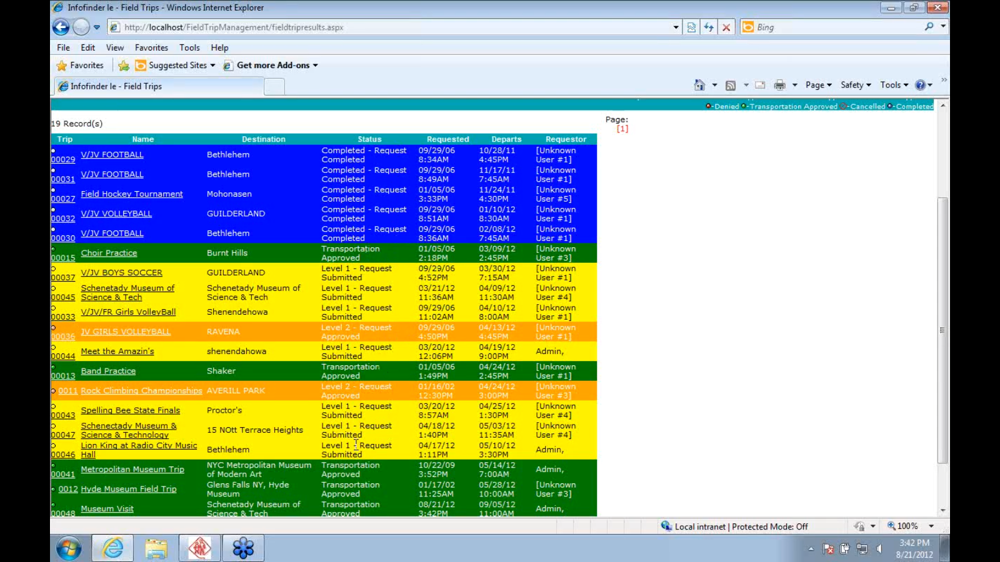 Infofinder le - Field Trips - Windows Internet Explorer
http://localhost/FieldTripManagement/fieldtripresults.aspx
Bing
File Edit View Favorites Tools Help
Favorites Suggested Sites Get more Add-ons
Infofinder le - Field Trips
Page Safety Tools
-Denied -Transportation Approved -Cancelled -Completed
19 Record(s)
Page:
[1]
Trip Name Destination Status Requested Departs Requestor
00029 V/JV FOOTBALL Bethlehem Completed - Request Completed 09/29/06 8:34AM 10/28/11 4:45PM [Unknown User #1]
00031 V/JV FOOTBALL Bethlehem Completed - Request Completed 09/29/06 8:49AM 11/17/11 7:45AM [Unknown User #1]
00027 Field Hockey Tournament Mohonasen Completed - Request Completed 01/05/06 3:33PM 11/24/11 4:30PM [Unknown User #5]
00032 V/JV VOLLEYBALL GUILDERLAND Completed - Request Completed 09/29/06 8:51AM 01/10/12 8:30AM [Unknown User #1]
00030 V/JV FOOTBALL Bethlehem Completed - Request Completed 09/29/06 8:36AM 02/08/12 7:45AM [Unknown User #1]
00015 Choir Practice Burnt Hills Transportation Approved 01/05/06 2:18PM 03/09/12 2:45PM [Unknown User #3]
00037 V/JV BOYS SOCCER GUILDERLAND Level 1 - Request Submitted 09/29/06 4:52PM 03/30/12 7:15AM [Unknown User #1]
00045 Schenetady Museum of Science & Tech Schenetady Museum of Science & Tech Level 1 - Request Submitted 03/21/12 11:36AM 04/09/12 11:30AM [Unknown User #4]
00033 V/JV/FR Girls VolleyBall Shenendehowa Level 1 - Request Submitted 09/29/06 11:02AM 04/10/12 8:00AM [Unknown User #1]
00036 JV GIRLS VOLLEYBALL RAVENA Level 2 - Request Approved 09/29/06 4:50PM 04/13/12 4:45PM [Unknown User #1]
00044 Meet the Amazin's shenendahowa Level 1 - Request Submitted 03/20/12 12:06PM 04/19/12 9:00PM Admin,
00013 Band Practice Shaker Transportation Approved 01/05/06 1:49PM 04/24/12 2:45PM [Unknown User #1]
0011 Rock Climbing Championships AVERILL PARK Level 2 - Request Approved 01/16/02 12:30PM 04/24/12 3:00PM [Unknown User #3]
00043 Spelling Bee State Finals Proctor's Level 1 - Request Submitted 03/20/12 8:57AM 04/25/12 1:30PM [Unknown User #4]
00047 Schenectady Museum & Science & Technology 15 NOtt Terrace Heights Level 1 - Request Submitted 04/18/12 1:40PM 05/03/12 11:35AM [Unknown User #4]
00046 Lion King at Radio City Music Hall Bethlehem Level 1 - Request Submitted 04/17/12 1:11PM 05/10/12 3:30PM Admin,
00041 Metropolitan Museum Trip NYC Metropolitan Museum of Modern Art Transportation Approved 10/22/09 3:52PM 05/14/12 7:00AM Admin,
0012 Hyde Museum Field Trip Glens Falls NY, Hyde Museum Transportation Approved 01/17/02 11:25AM 05/28/12 10:00AM [Unknown User #3]
00048 Museum Visit Schenetady Museum of Science & Tech Transportation Approved 08/21/12 3:42PM 09/05/12 11:00AM Admin,
Local intranet | Protected Mode: Off
100%
3:42 PM
8/21/2012